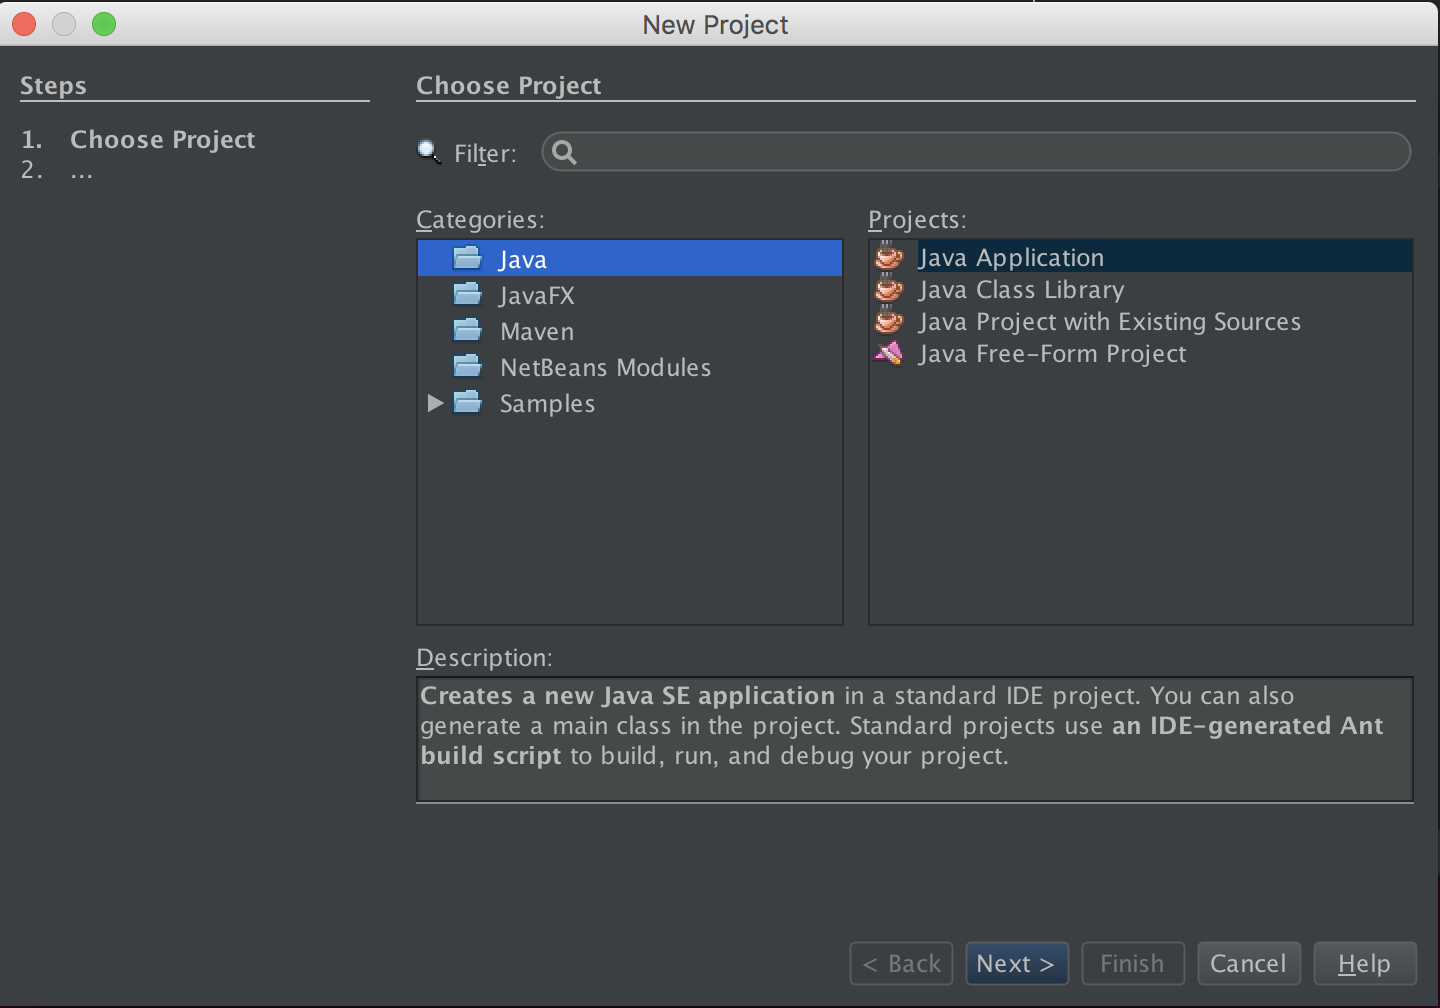 New Project
Steps
1. Choose Project
2. ...
Choose Project
Filter:
Categories:
Java
JavaFX
Maven
NetBeans Modules
Samples
Projects:
Java Application
Java Class Library
Java Project with Existing Sources
Java Free-Form Project
Description:
Creates a new Java SE application in a standard IDE project. You can also
generate a main class in the project. Standard projects use an IDE-generated Ant
build script to build, run, and debug your project.
< Back Next > Finish Cancel Help